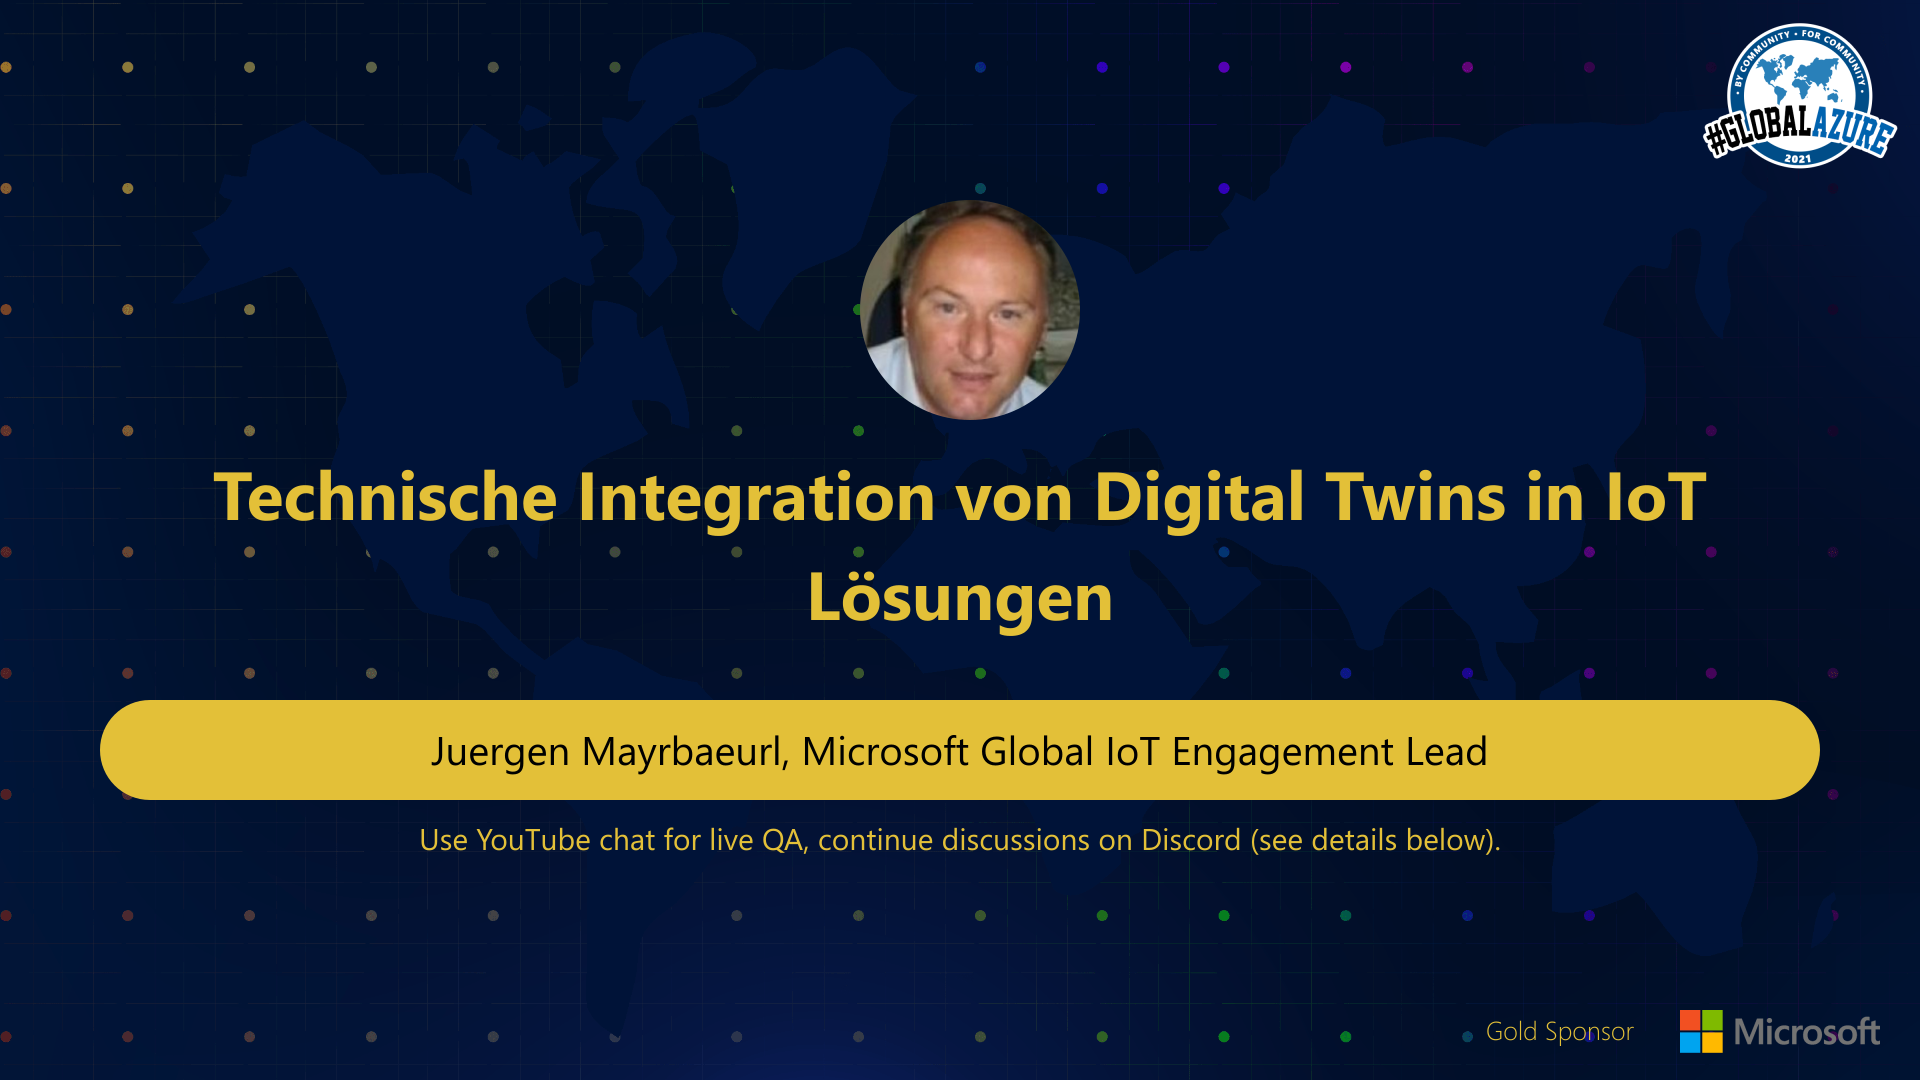 • BY COMMUNITY • FOR COMMUNITY •
#GLOBALAZURE
2021
Technische Integration von Digital Twins in IoT
Lösungen
Juergen Mayrbaeurl, Microsoft Global IoT Engagement Lead
Use YouTube chat for live QA, continue discussions on Discord (see details below).
Gold Sponsor
Microsoft